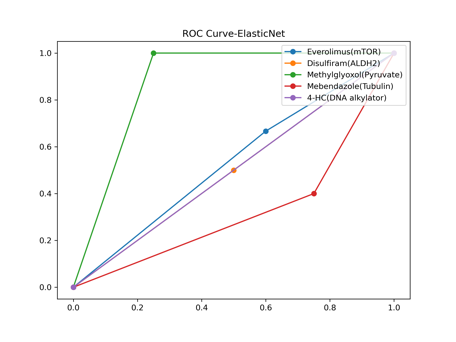 ROC Curve-ElasticNet
1.0
0.8
0.6
0.4
0.2
0.0
Everolimus(mTOR)
Disulfiram(ALDH2)
Methylglyoxol(Pyruvate)
Mebendazole(Tubulin)
4-HC(DNA alkylator)
0.0 0.2 0.4 0.6 0.8 1.0